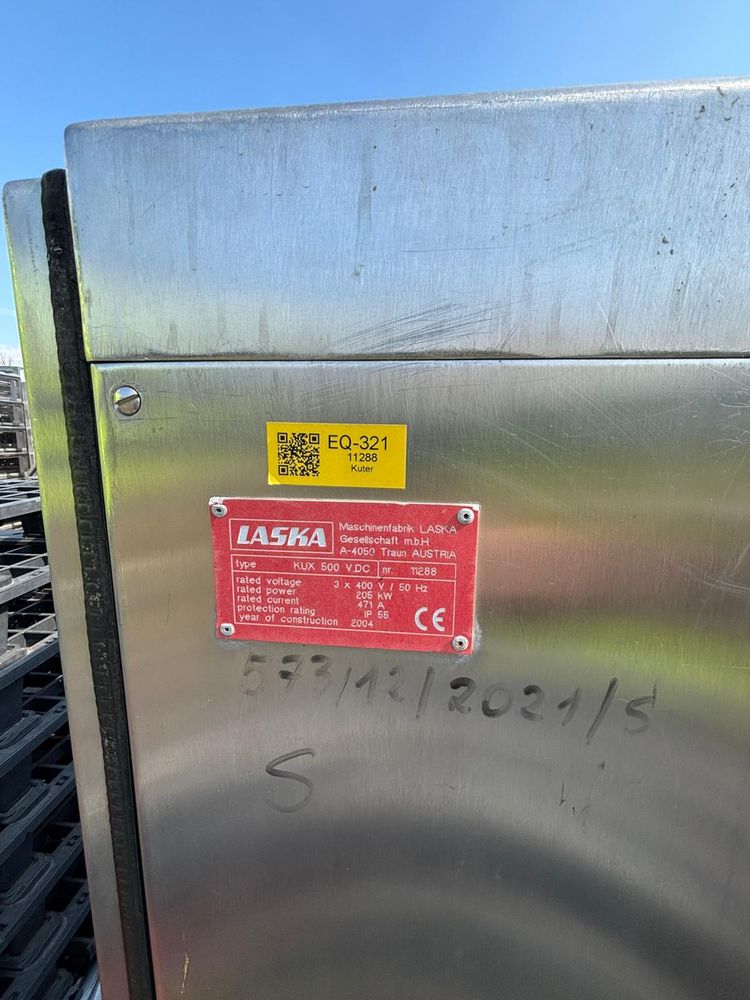 EQ-321
11288
Kuter
LASKA
Maschinenfabrik LASKA
Gesellschaft m.b.H.
A-4050 Traun AUSTRIA
type KUX 500 V.DC nr. 11288
rated voltage 3 x 400 V / 50 Hz
rated power 205 kW
rated current 471 A
protection rating IP 55
year of construction 2004
CE
573/12/2021/S
S